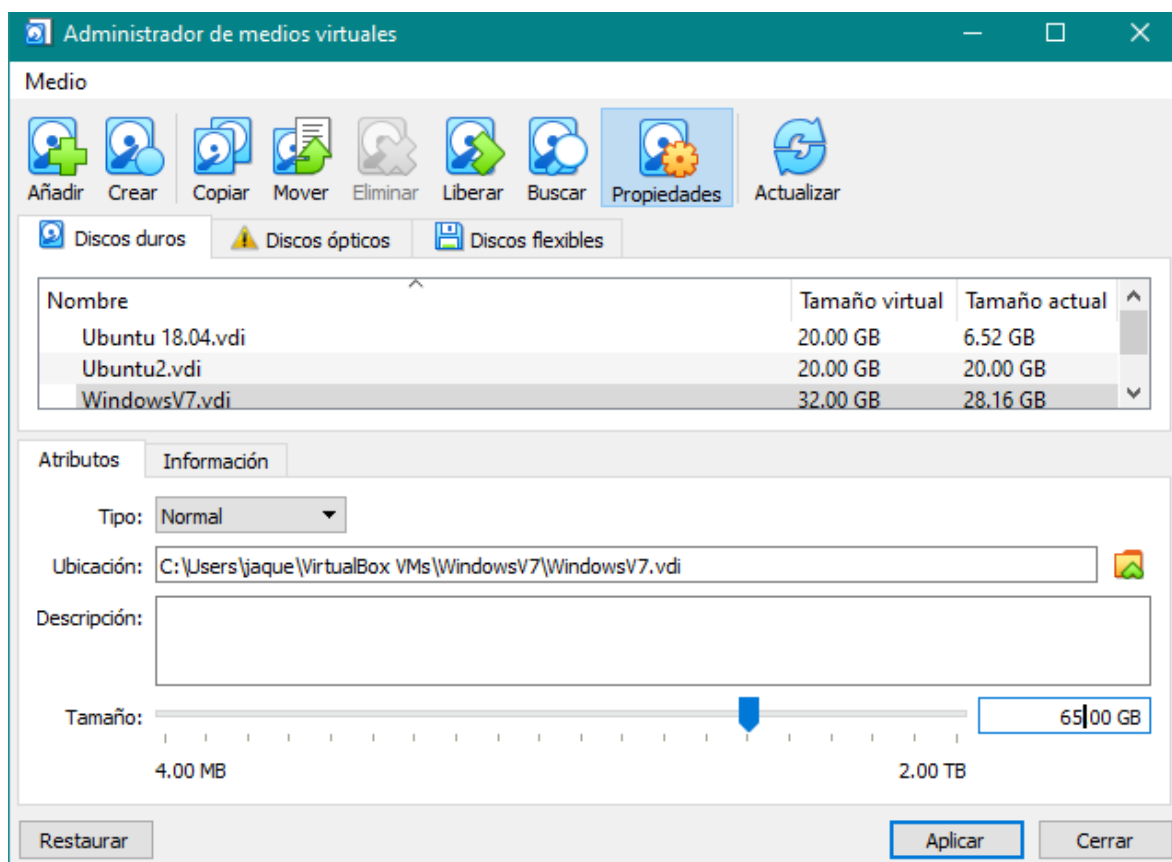 Administrador de medios virtuales
Medio
Añadir Crear Copiar Mover Eliminar Liberar Buscar Propiedades Actualizar
Discos duros Discos ópticos Discos flexibles
Nombre Tamaño virtual Tamaño actual
Ubuntu 18.04.vdi 20.00 GB 6.52 GB
Ubuntu2.vdi 20.00 GB 20.00 GB
WindowsV7.vdi 32.00 GB 28.16 GB
Atributos Información
Tipo: Normal
Ubicación: C:\Users\jaque\VirtualBox VMs\WindowsV7\WindowsV7.vdi
Descripción:
Tamaño: 65.00 GB
4.00 MB 2.00 TB
Restaurar Aplicar Cerrar